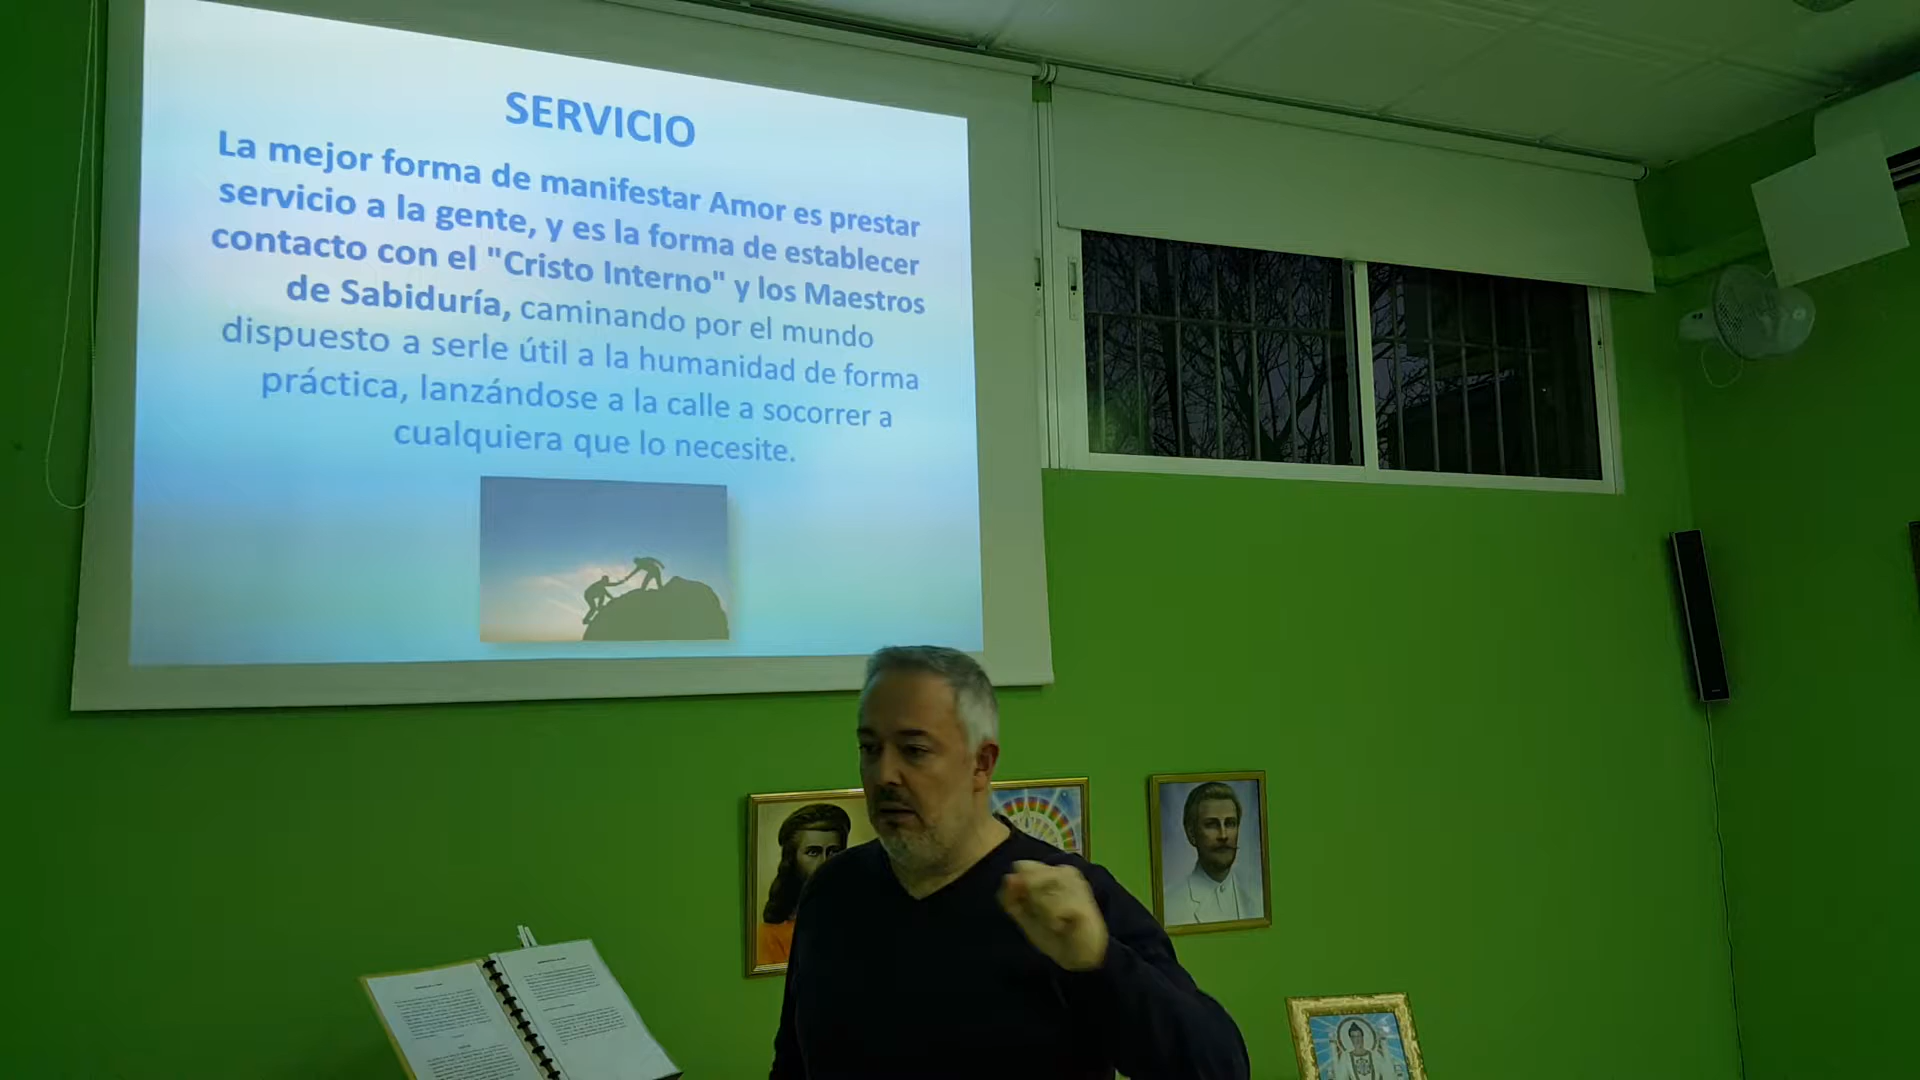 SERVICIO
La mejor forma de manifestar Amor es prestar
servicio a la gente, y es la forma de establecer
contacto con el "Cristo Interno" y los Maestros
de Sabiduría, caminando por el mundo
dispuesto a serle útil a la humanidad de forma
práctica, lanzándose a la calle a socorrer a
cualquiera que lo necesite.